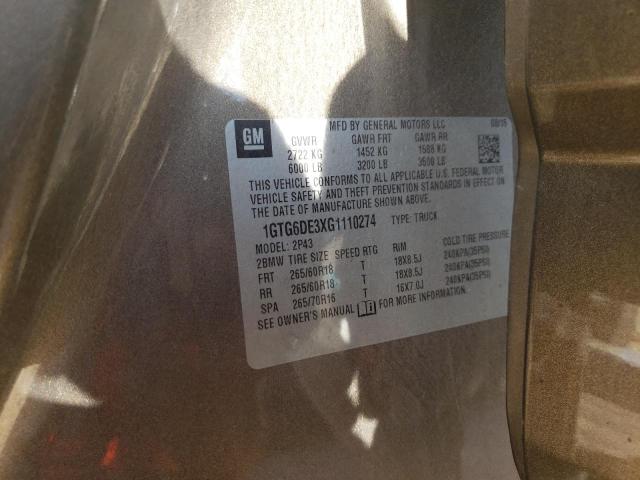 GM
MFD BY GENERAL MOTORS LLC 08/15
GVWR GAWR FRT GAWR RR
2722 KG 1452 KG 1588 KG
6000 LB 3200 LB 3500 LB
THIS VEHICLE CONFORMS TO ALL APPLICABLE U.S. FEDERAL MOTOR
VEHICLE SAFETY AND THEFT PREVENTION STANDARDS IN EFFECT ON
THE DATE OF MANUFACTURE SHOWN ABOVE.
1GTG6DE3XG1110274 TYPE: TRUCK
MODEL: 2P43
2BMW TIRE SIZE SPEED RTG RIM COLD TIRE PRESSURE
FRT 265/60R18 T 18X8.5J 240KPA(35PSI)
RR 265/60R18 T 18X8.5J 240KPA(35PSI)
SPA 265/70R16 T 16X7.0J 240KPA(35PSI)
SEE OWNER'S MANUAL FOR MORE INFORMATION.